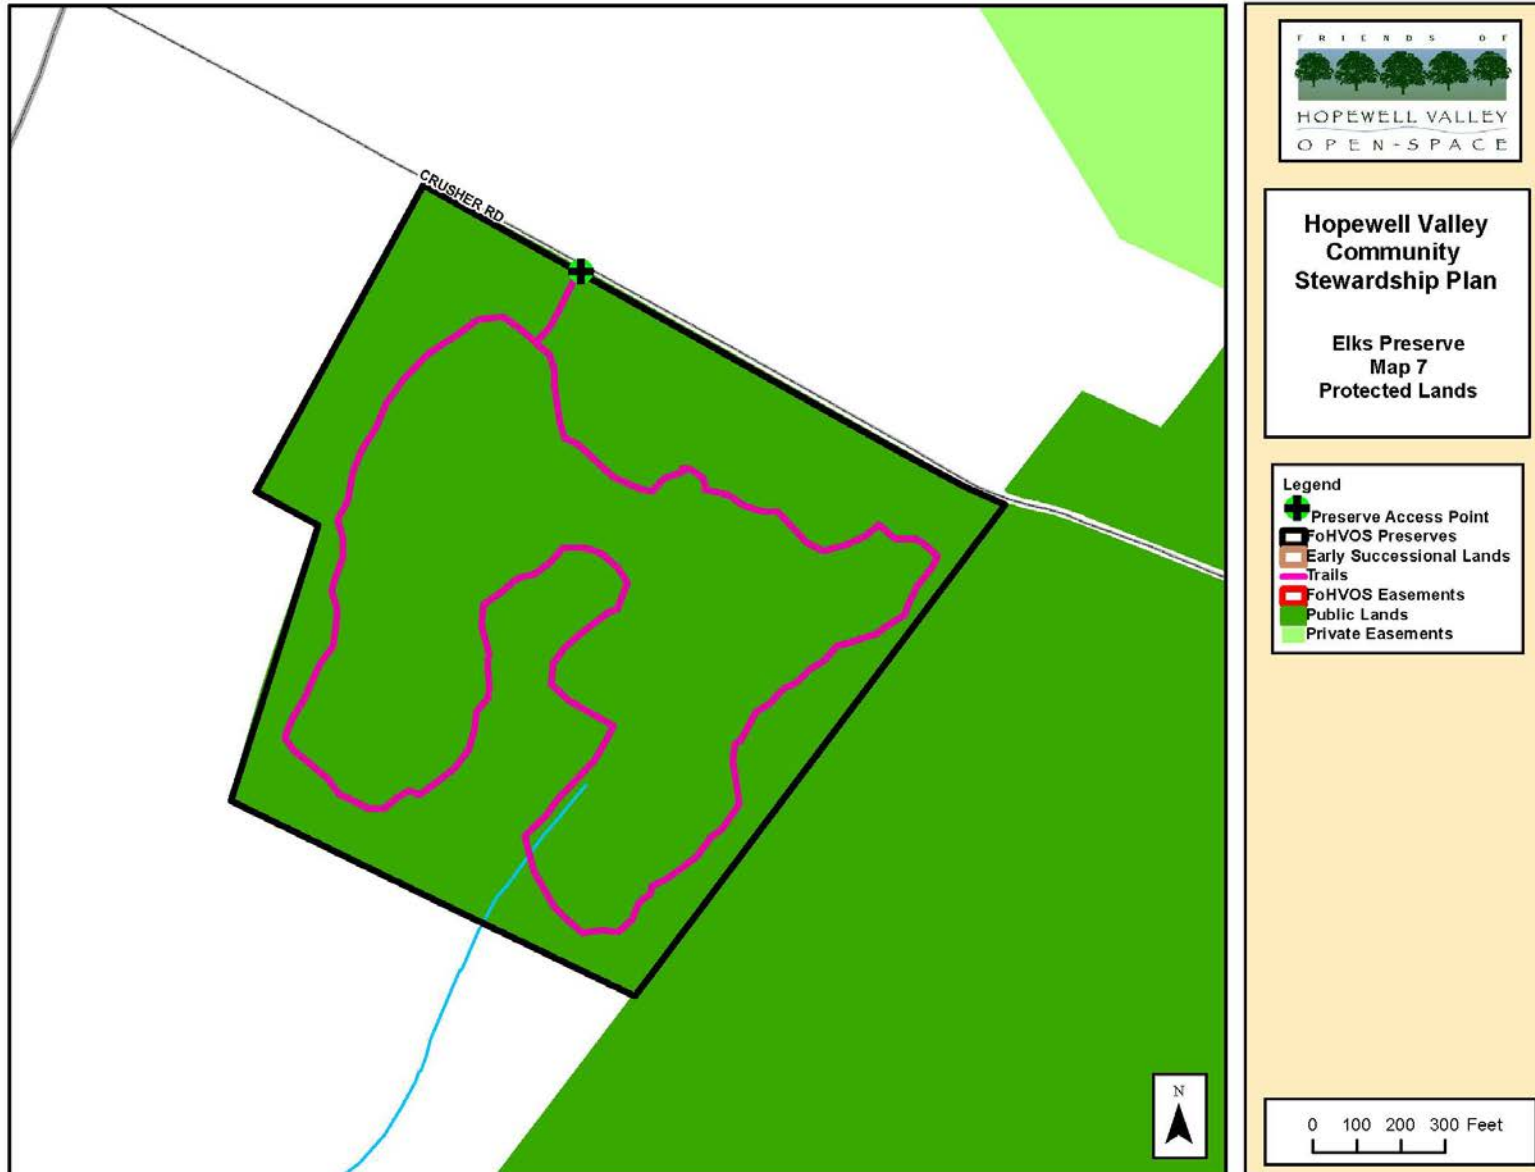 CRUSHER RD
N
FRIENDS OF
HOPEWELL VALLEY
OPEN-SPACE
Hopewell Valley
Community
Stewardship Plan
Elks Preserve
Map 7
Protected Lands
Legend
Preserve Access Point
FoHVOS Preserves
Early Successional Lands
Trails
FoHVOS Easements
Public Lands
Private Easements
0 100 200 300 Feet